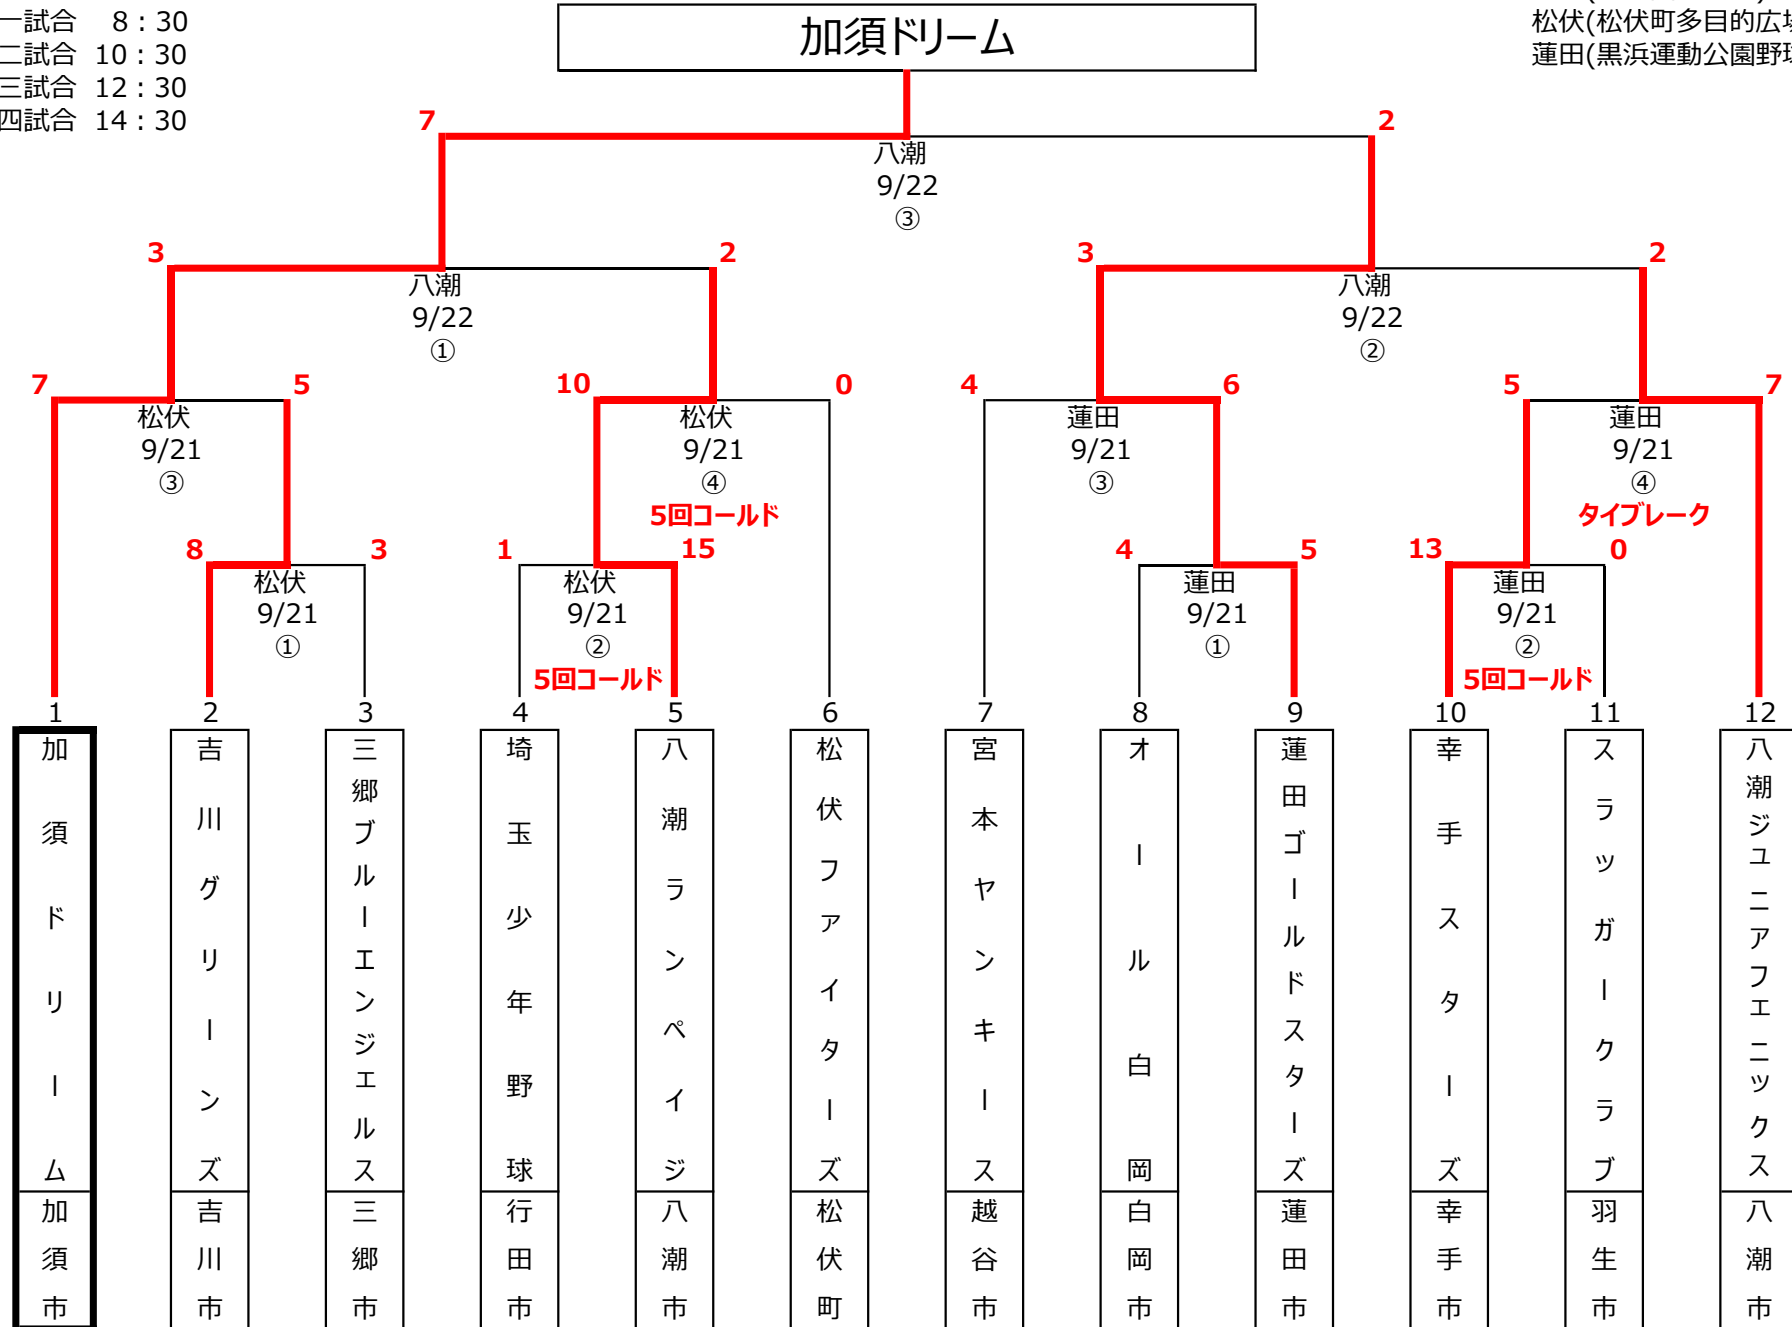 一試合 8：30
二試合 10：30
三試合 12：30
四試合 14：30
加須ドリーム
松伏(松伏町多目的広場
蓮田(黒浜運動公園野球
7 2
八潮
9/22
③
3 2
八潮
9/22
①
3 2
八潮
9/22
②
7 5
松伏
9/21
③
10 0
松伏
9/21
④
5回コールド
4 6
蓮田
9/21
③
5 7
蓮田
9/21
④
タイブレーク
8 3
松伏
9/21
①
1 15
松伏
9/21
②
5回コールド
4 5
蓮田
9/21
①
13 0
蓮田
9/21
②
5回コールド
1 2 3 4 5 6 7 8 9 10 11 12
加須ドリーム
加須市
吉川グリーンズ
吉川市
三郷ブルーエンジェルス
三郷市
埼玉少年野球
行田市
八潮ランペイジ
八潮市
松伏ファイターズ
松伏町
宮本ヤンキース
越谷市
オール白岡
白岡市
蓮田ゴールドスターズ
蓮田市
幸手スターズ
幸手市
スラッガークラブ
羽生市
八潮ジュニアフェニックス
八潮市